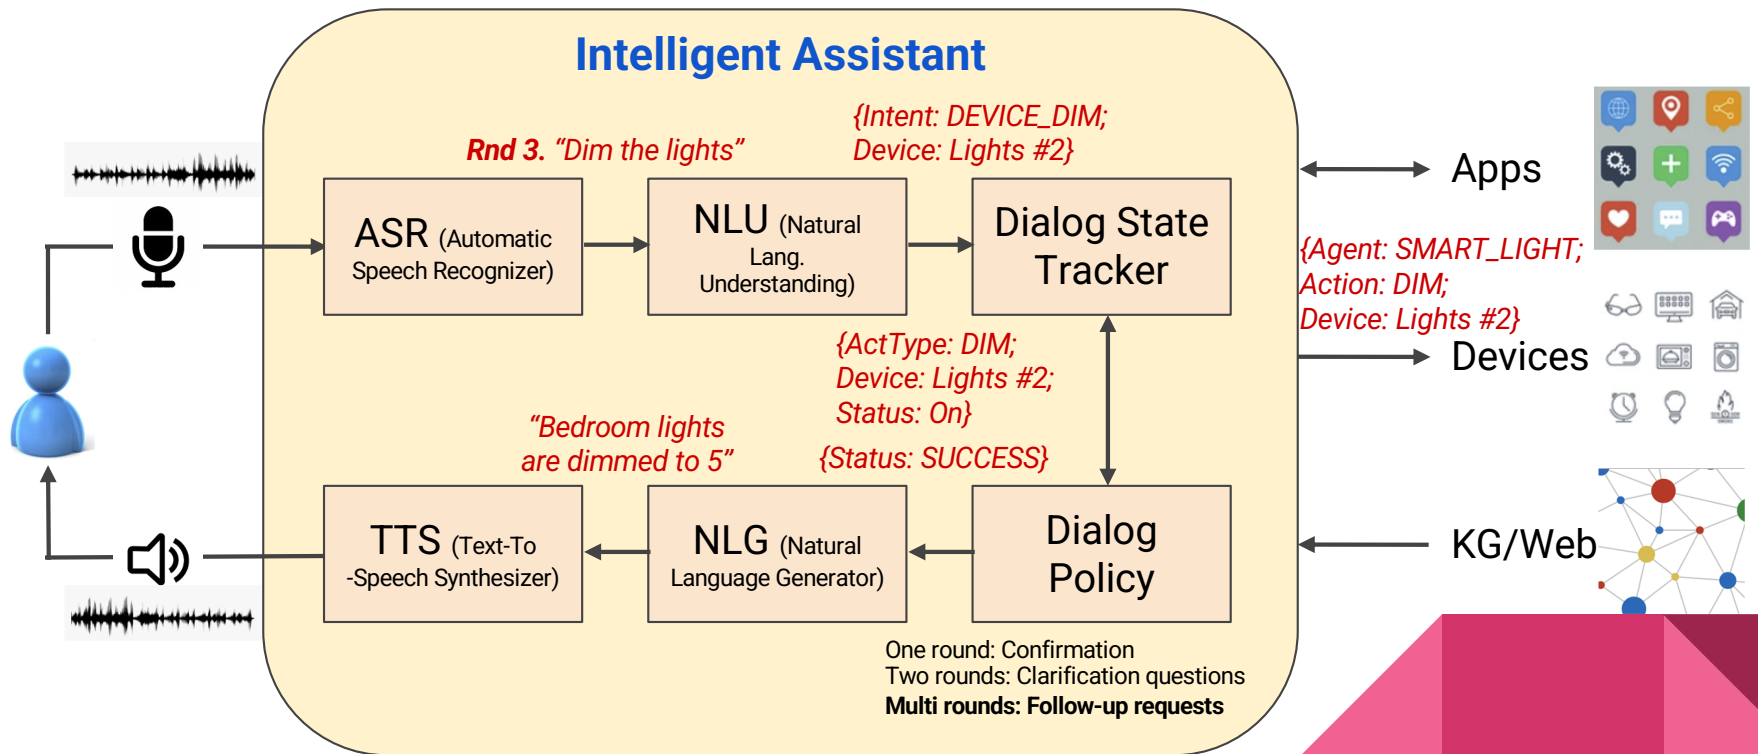 Intelligent Assistant
Rnd 3. “Dim the lights”
{Intent: DEVICE_DIM;
Device: Lights #2}
ASR (Automatic
Speech Recognizer)
NLU (Natural
Lang.
Understanding)
Dialog State
Tracker
Apps
{Agent: SMART_LIGHT;
Action: DIM;
Device: Lights #2}
Devices
{ActType: DIM;
Device: Lights #2;
Status: On}
“Bedroom lights
are dimmed to 5”
{Status: SUCCESS}
TTS (Text-To
-Speech Synthesizer)
NLG (Natural
Language Generator)
Dialog
Policy
KG/Web
One round: Confirmation
Two rounds: Clarification questions
Multi rounds: Follow-up requests